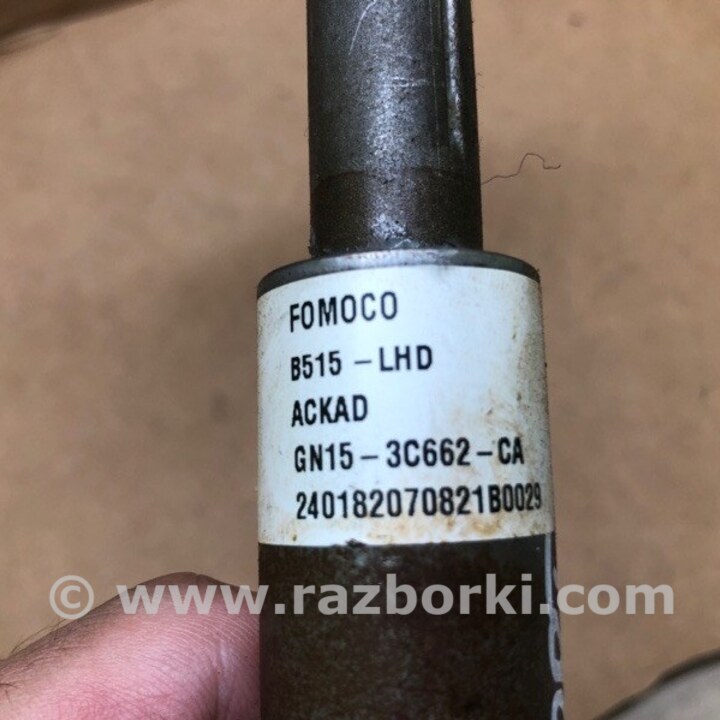 FOMOCO
B515 - LHD
ACKAD
GN15 - 3C662 - CA
240182070821B0029
© www.razborki.com